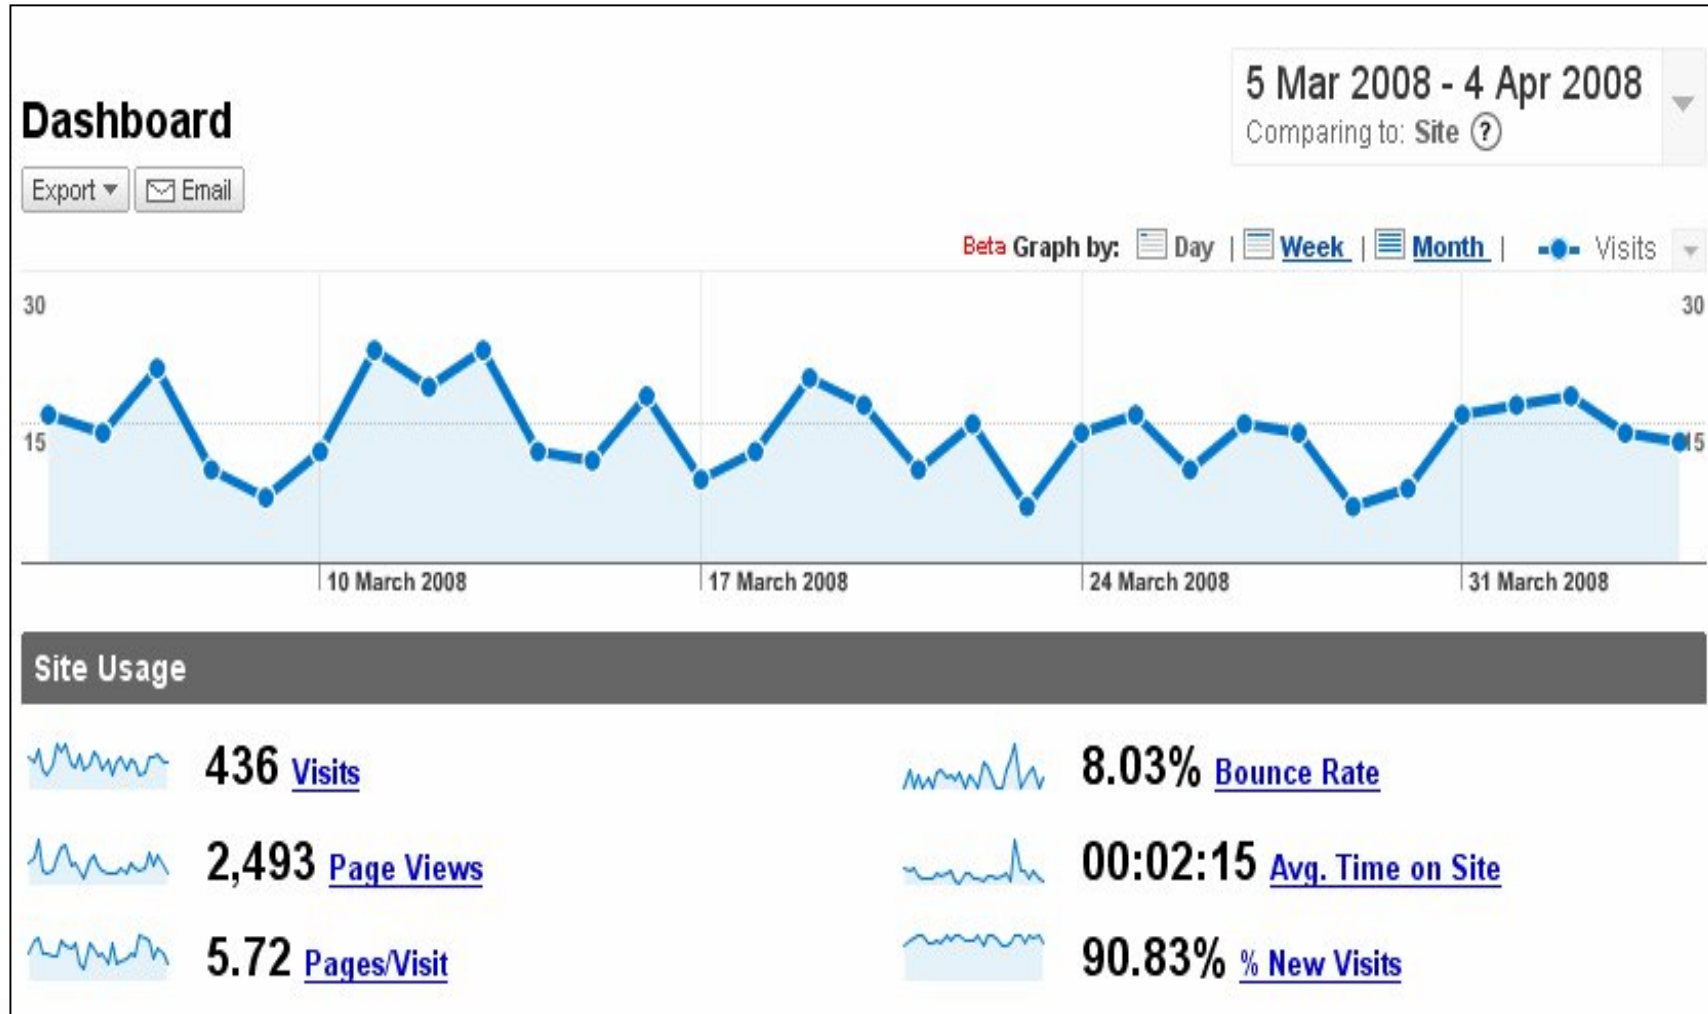 5 Mar 2008 - 4 Apr 2008
Dashboard
Comparing to: Site ?
Export Email
Beta Graph by: Day | Week | Month | Visits
30 30
15 15
10 March 2008 17 March 2008 24 March 2008 31 March 2008
Site Usage
436 Visits 8.03% Bounce Rate
2,493 Page Views 00:02:15 Avg. Time on Site
5.72 Pages/Visit 90.83% % New Visits